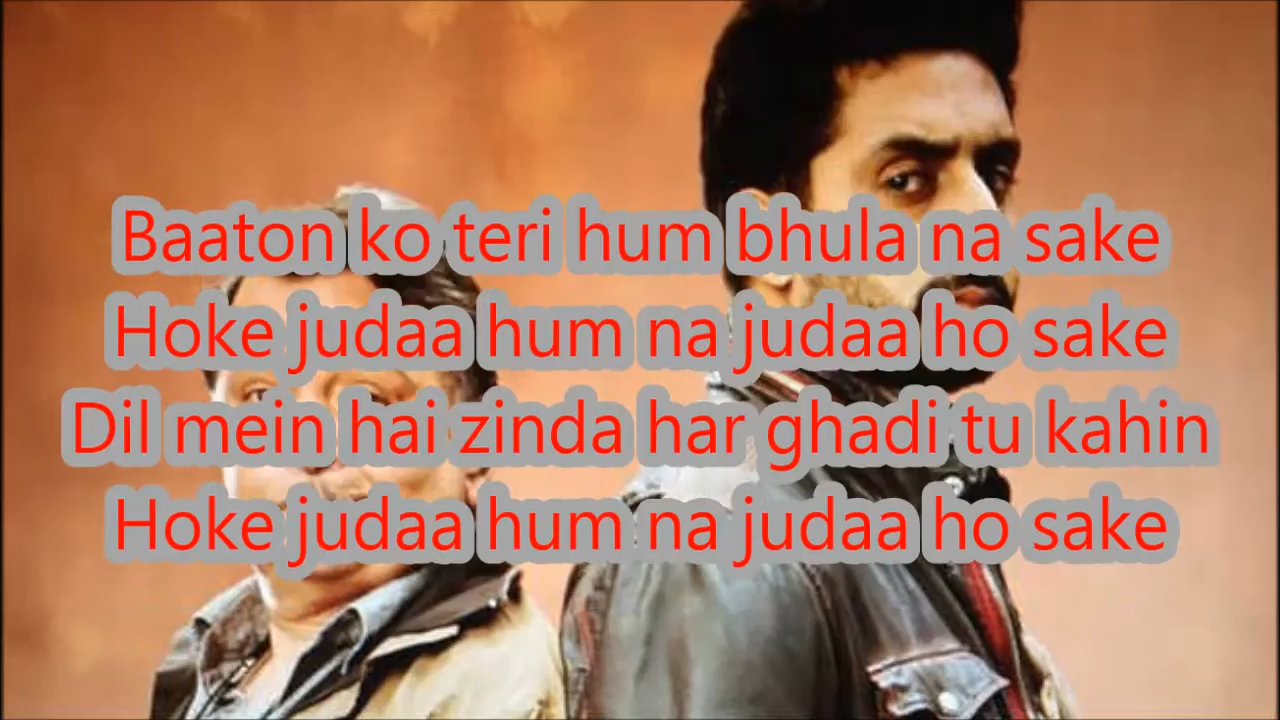 Baaton ko teri hum bhula na sake
Hoke judaa hum na judaa ho sake
Dil mein hai zinda har ghadi tu kahin
Hoke judaa hum na judaa ho sake